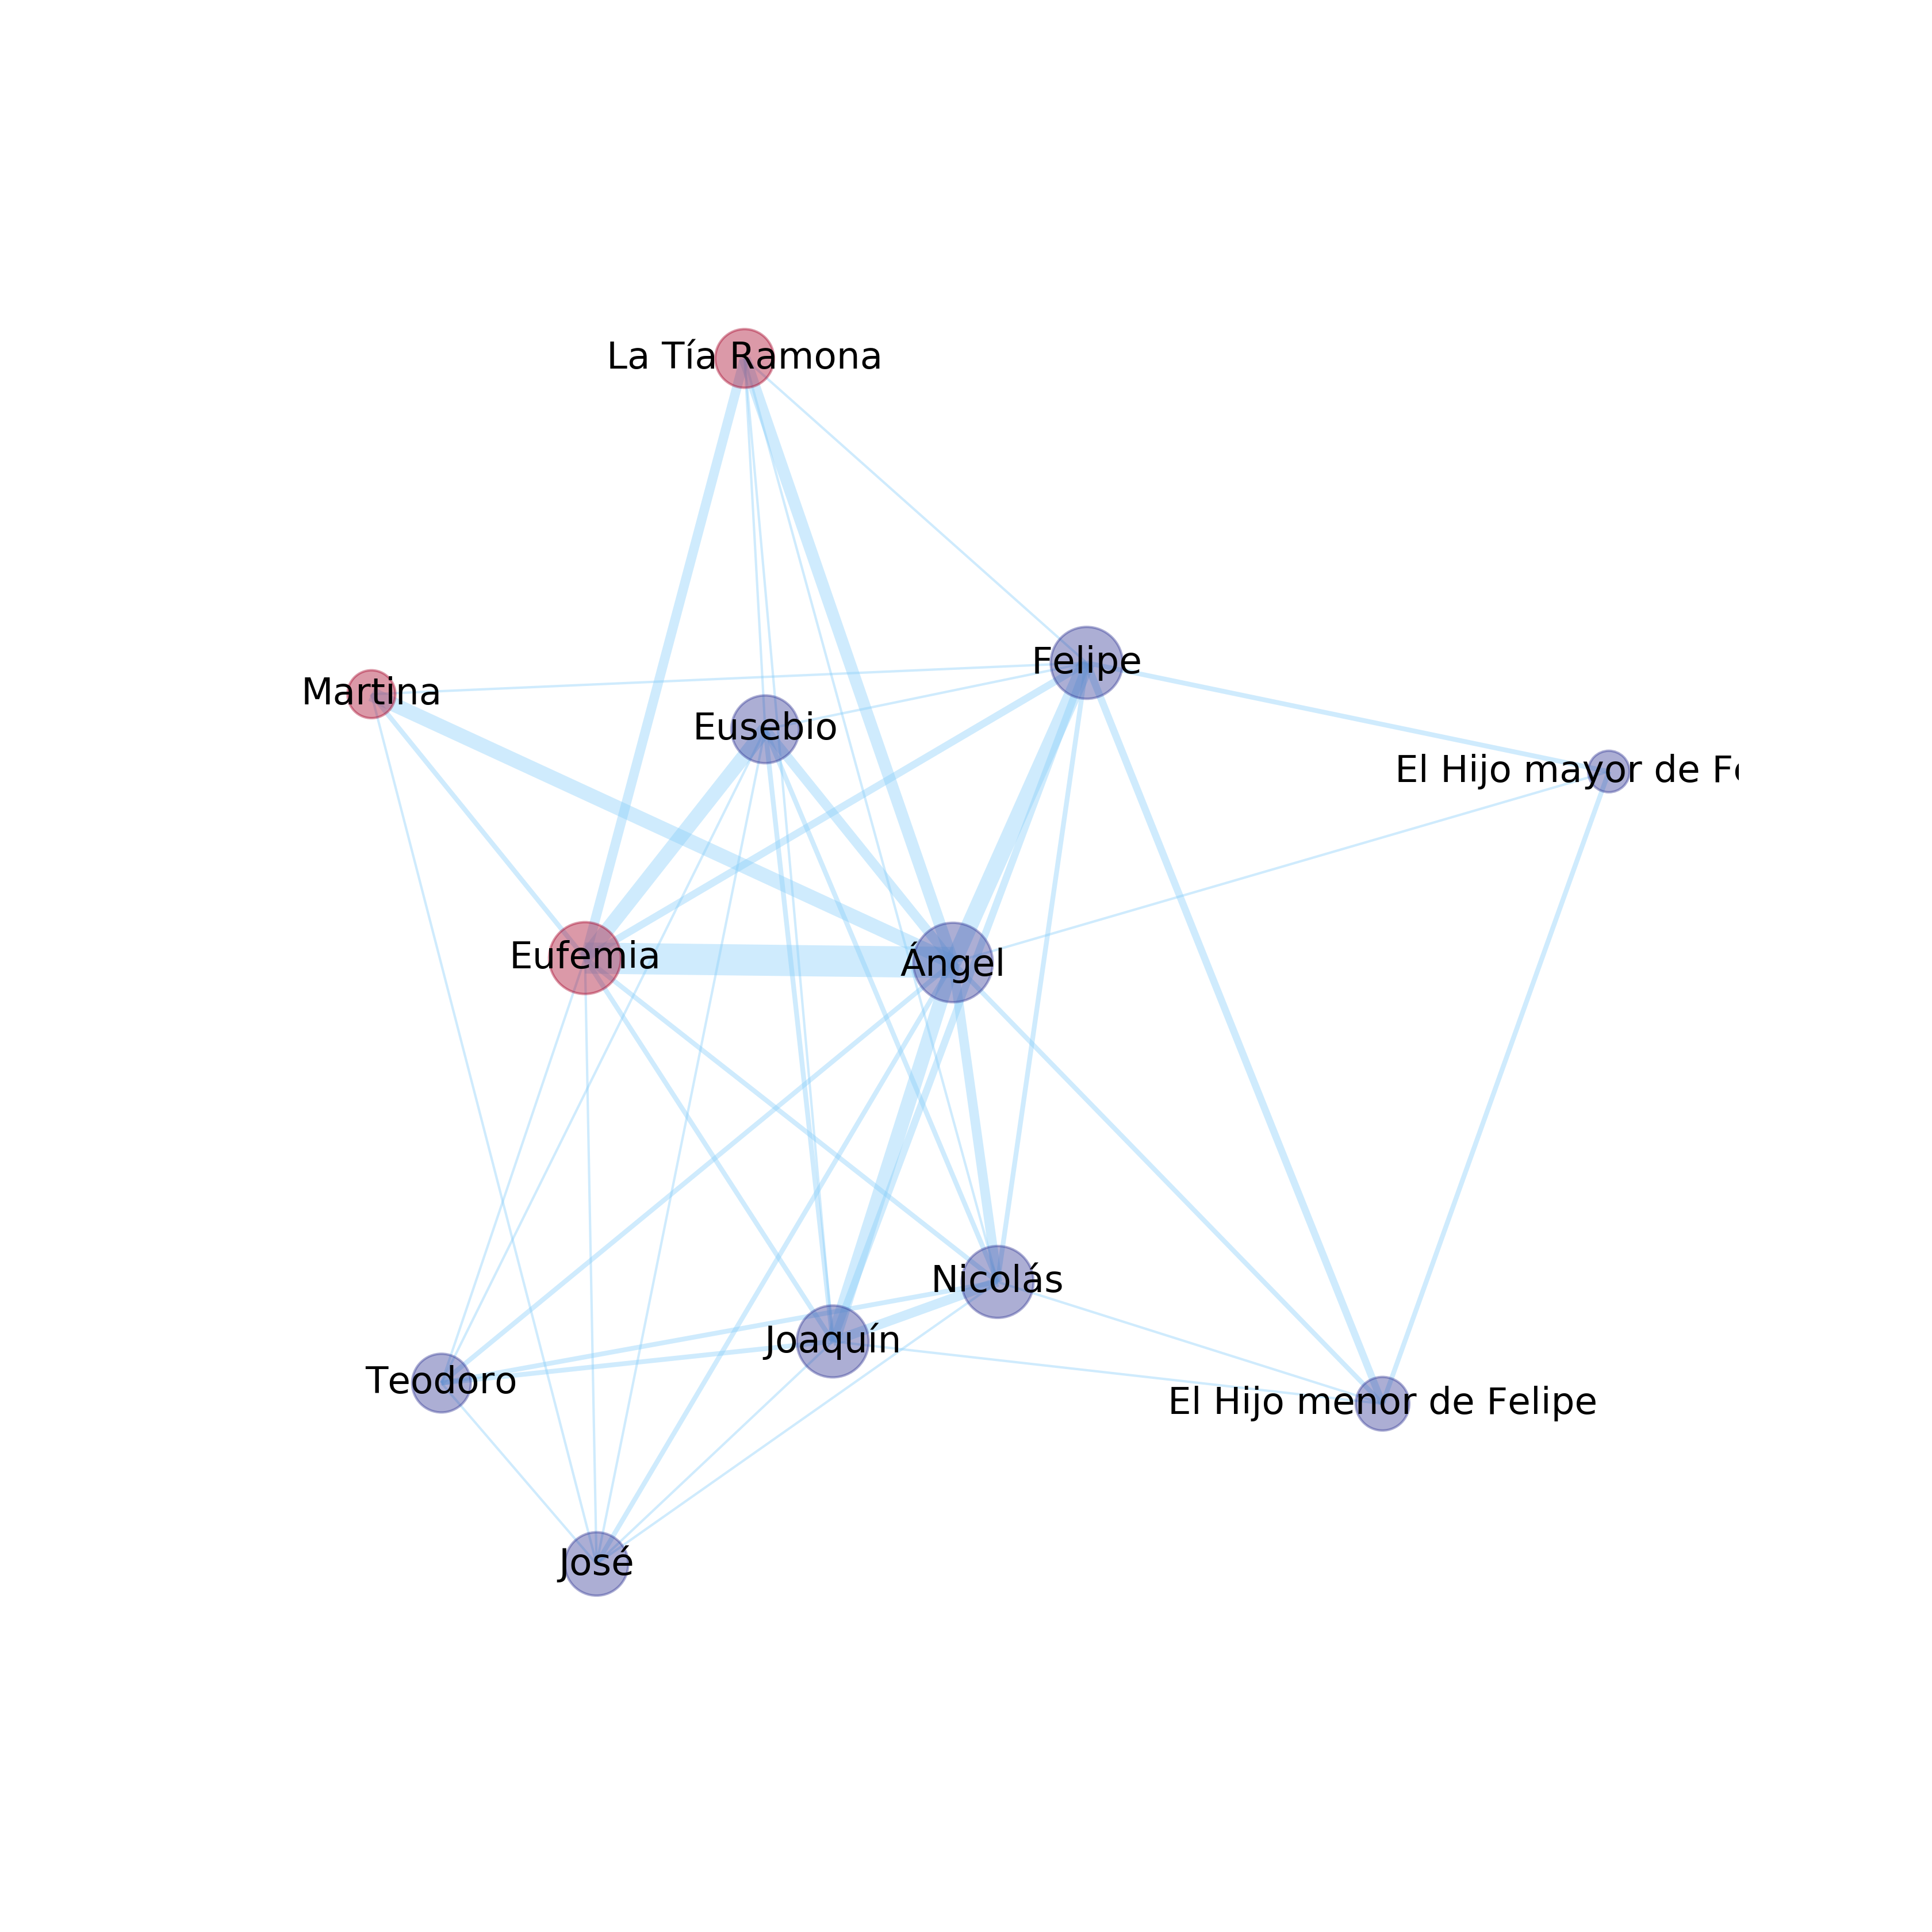 La Tía Ramona
Felipe
Martina
Eusebio
El Hijo mayor de
Eufemia
Ángel
Nicolás
Joaquín
Teodoro
El Hijo menor de Felipe
José